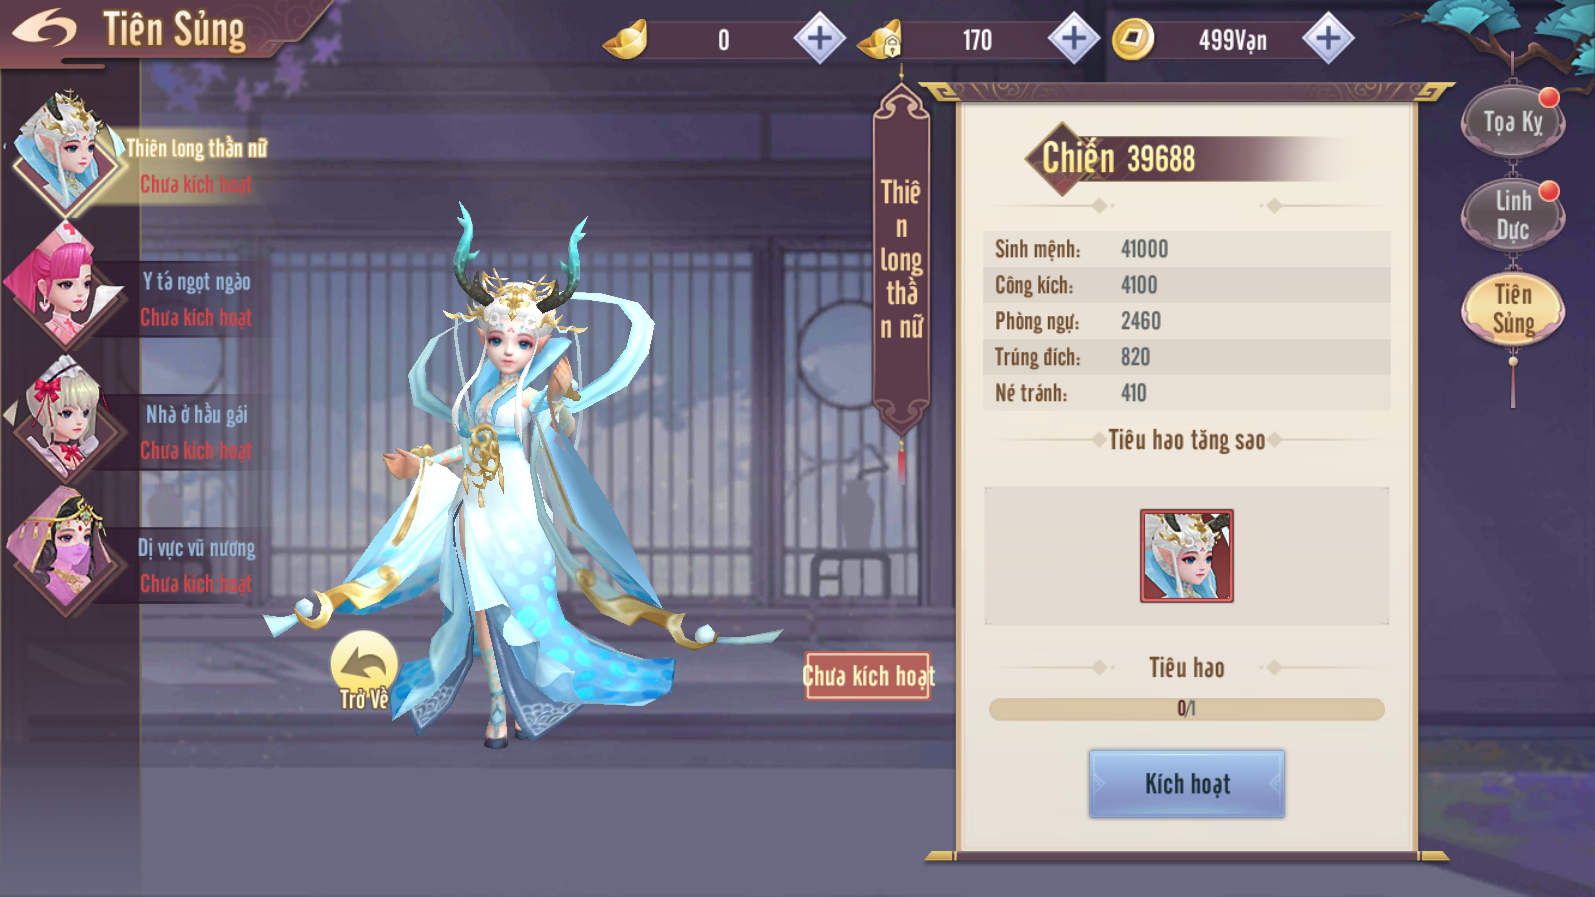 Tiên Sủng
0
170
499Vạn
Thiên long thần nữ
Chưa kích hoạt
Y tá ngọt ngào
Chưa kích hoạt
Nhà ở hầu gái
Chưa kích hoạt
Dị vực vũ nương
Chưa kích hoạt
Trở Về
Chưa kích hoạt
Thiê
n
long
thầ
n nữ
Chiến 39688
Sinh mệnh: 41000
Công kích: 4100
Phòng ngự: 2460
Trúng đích: 820
Né tránh: 410
Tiêu hao tăng sao
Tiêu hao
0/1
Kích hoạt
Tọa Kỵ
Linh
Dực
Tiên
Sủng